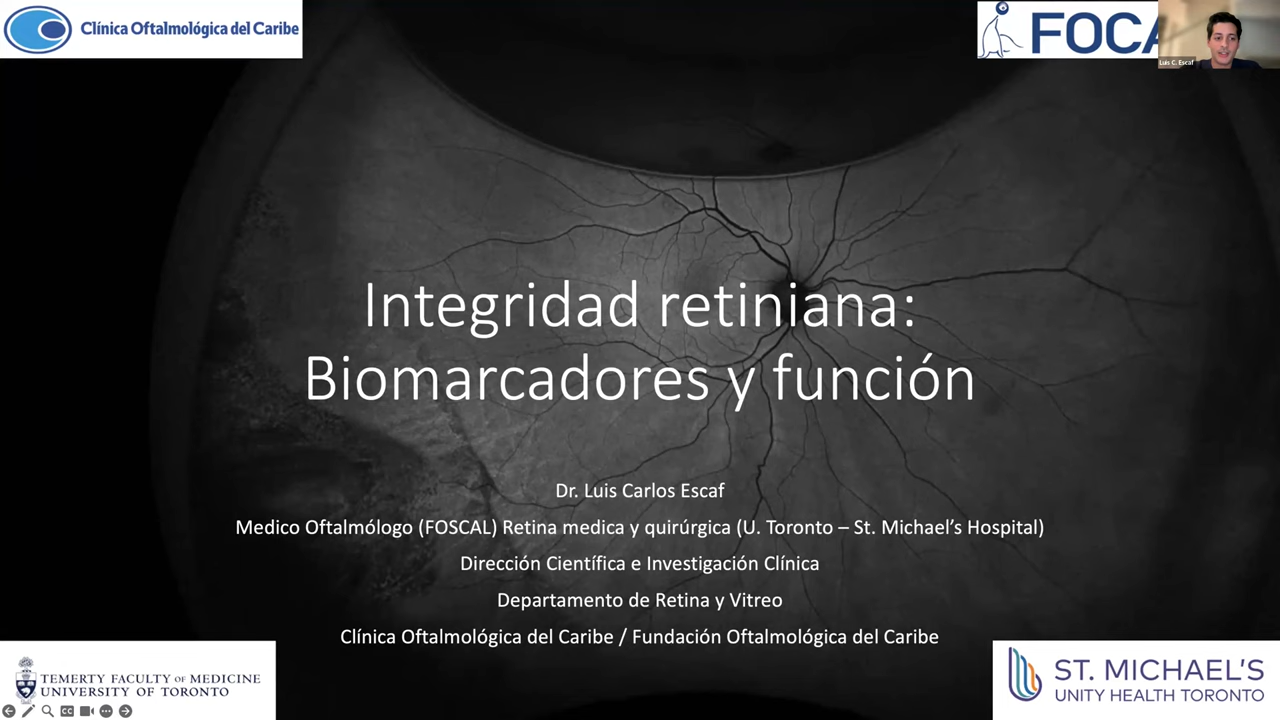 Clínica Oftalmológica del Caribe
FOCA
Luis C. Escaf
Integridad retiniana:
Biomarcadores y función
Dr. Luis Carlos Escaf
Medico Oftalmólogo (FOSCAL) Retina medica y quirúrgica (U. Toronto – St. Michael's Hospital)
Dirección Científica e Investigación Clínica
Departamento de Retina y Vitreo
Clínica Oftalmológica del Caribe / Fundación Oftalmológica del Caribe
TEMERTY FACULTY OF MEDICINE
UNIVERSITY OF TORONTO
ST. MICHAEL'S
UNITY HEALTH TORONTO
CC